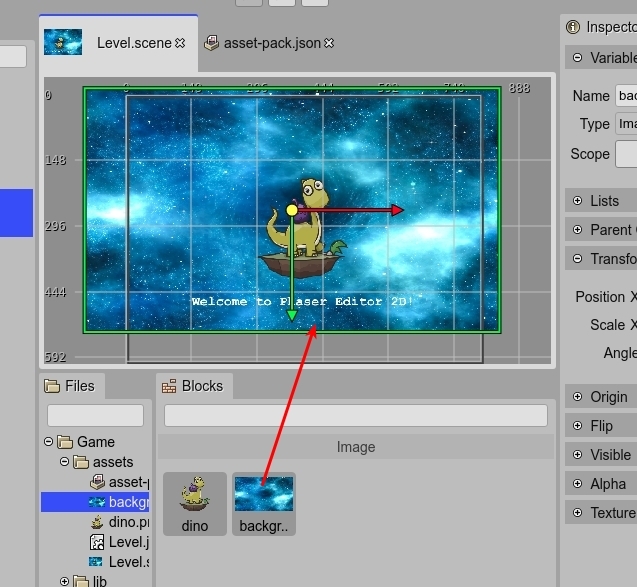 Level.scene
asset-pack.json
Inspecto
Variable
0
148
296
444
592
740
888
0
148
296
444
592
Welcome to Phaser Editor 2D!
Name
bac
Type
Ima
Scope
Lists
Parent
Transfo
Position X
Scale X
Angle
Origin
Flip
Visible
Alpha
Texture
Files
Game
assets
asset-p
backgr
dino.pr
Level.j
Level.s
lib
Blocks
Image
dino
backgr..